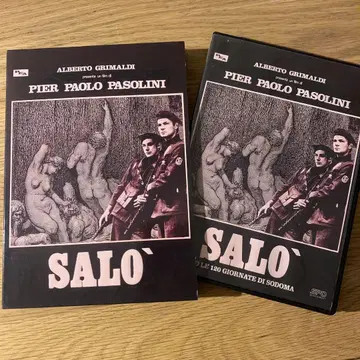 ALBERTO GRIMALDI
presenta un film di
PIER PAOLO PASOLINI
SALO`
ALBERTO GRIMALDI
presenta un film di
PIER PAOLO PASOLINI
SALO`
LE 120 GIORNATE DI SODOMA